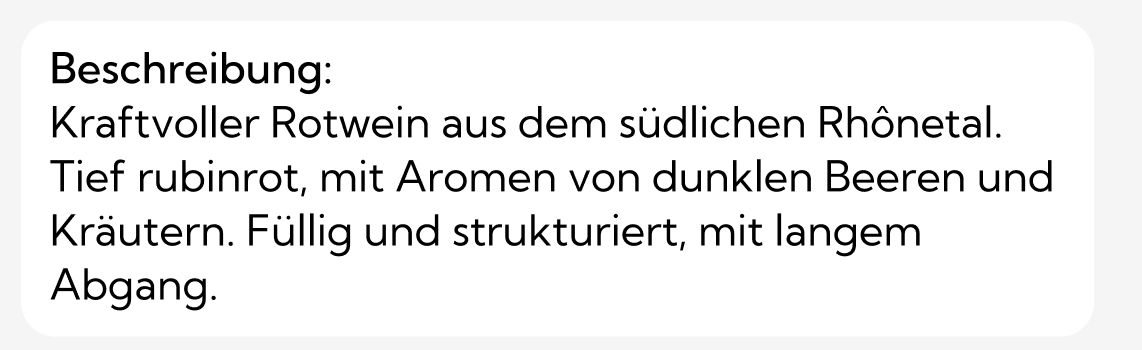 Beschreibung:
Kraftvoller Rotwein aus dem südlichen Rhônetal.
Tief rubinrot, mit Aromen von dunklen Beeren und
Kräutern. Füllig und strukturiert, mit langem
Abgang.